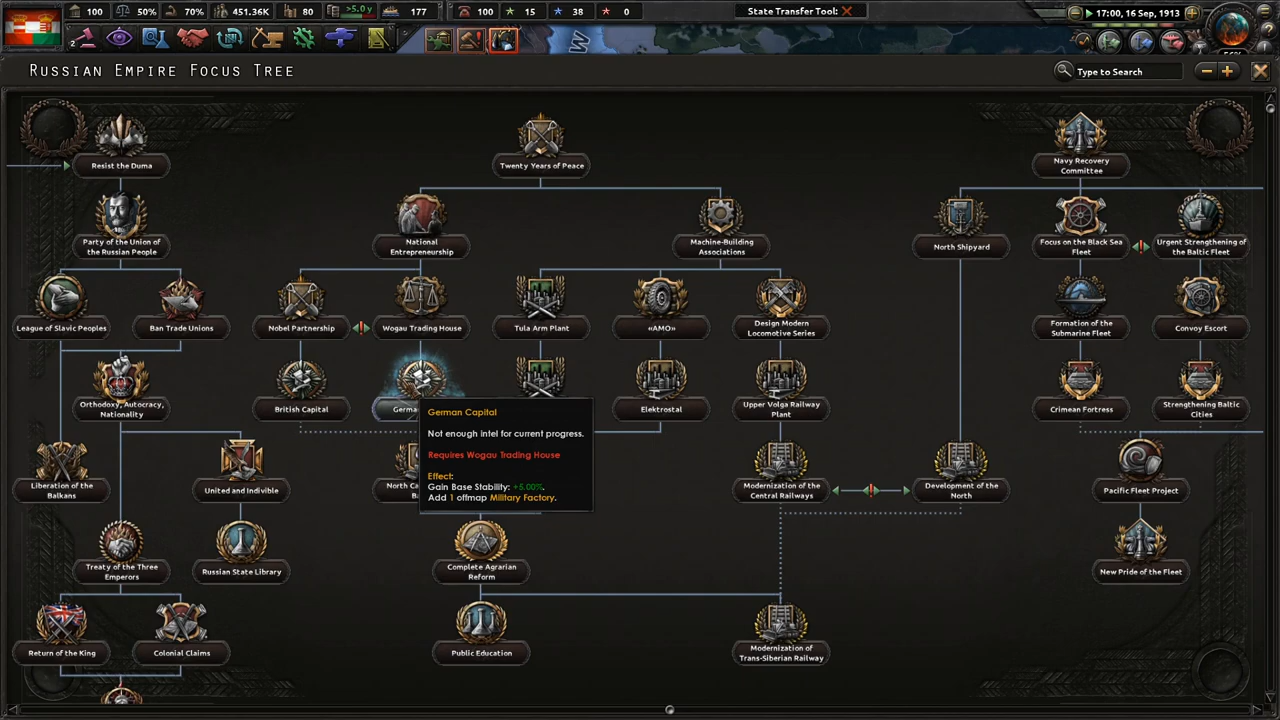 100 50% 70% 451.36K 80 >5.0 y 177 100 15 38 0 State Transfer Tool: 17:00, 16 Sep, 1913
2
Russian Empire Focus Tree
Type to Search
Resist the Duma
Twenty Years of Peace
Navy Recovery
Committee
Party of the Union of
the Russian People
National
Entrepreneurship
Machine-Building
Associations
North Shipyard
Focus on the Black Sea
Fleet
Urgent Strengthening of
the Baltic Fleet
League of Slavic Peoples
Ban Trade Unions
Nobel Partnership
Wogau Trading House
Tula Arm Plant
«AMO»
Design Modern
Locomotive Series
Formation of the
Submarine Fleet
Convoy Escort
Orthodoxy, Autocracy,
Nationality
British Capital
German Capital
Not enough intel for current progress.
Requires Wogau Trading House
Effect:
Gain Base Stability: +5.00%.
Add 1 offmap Military Factory.
Elektrostal
Upper Volga Railway
Plant
Crimean Fortress
Strengthening Baltic
Cities
Liberation of the
Balkans
United and Indivible
Modernization of the
Central Railways
Development of the
North
Pacific Fleet Project
Treaty of the Three
Emperors
Russian State Library
Complete Agrarian
Reform
New Pride of the Fleet
Return of the King
Colonial Claims
Public Education
Modernization of
Trans-Siberian Railway